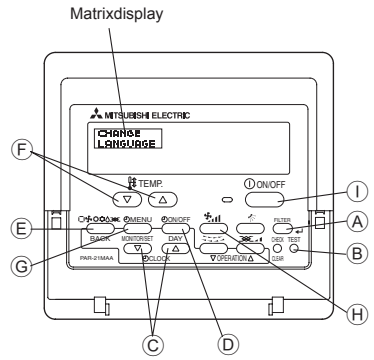 Matrixdisplay
MITSUBISHI ELECTRIC
CHANGE
LANGUAGE
TEMP.
ON/OFF
F
I
MENU
ON/OFF
FILTER
A
E
BACK
MONITOR/SET
DAY
CHECK TEST
B
PAR-21MAA
CLOCK
OPERATION
CLEAR
G
H
C
D